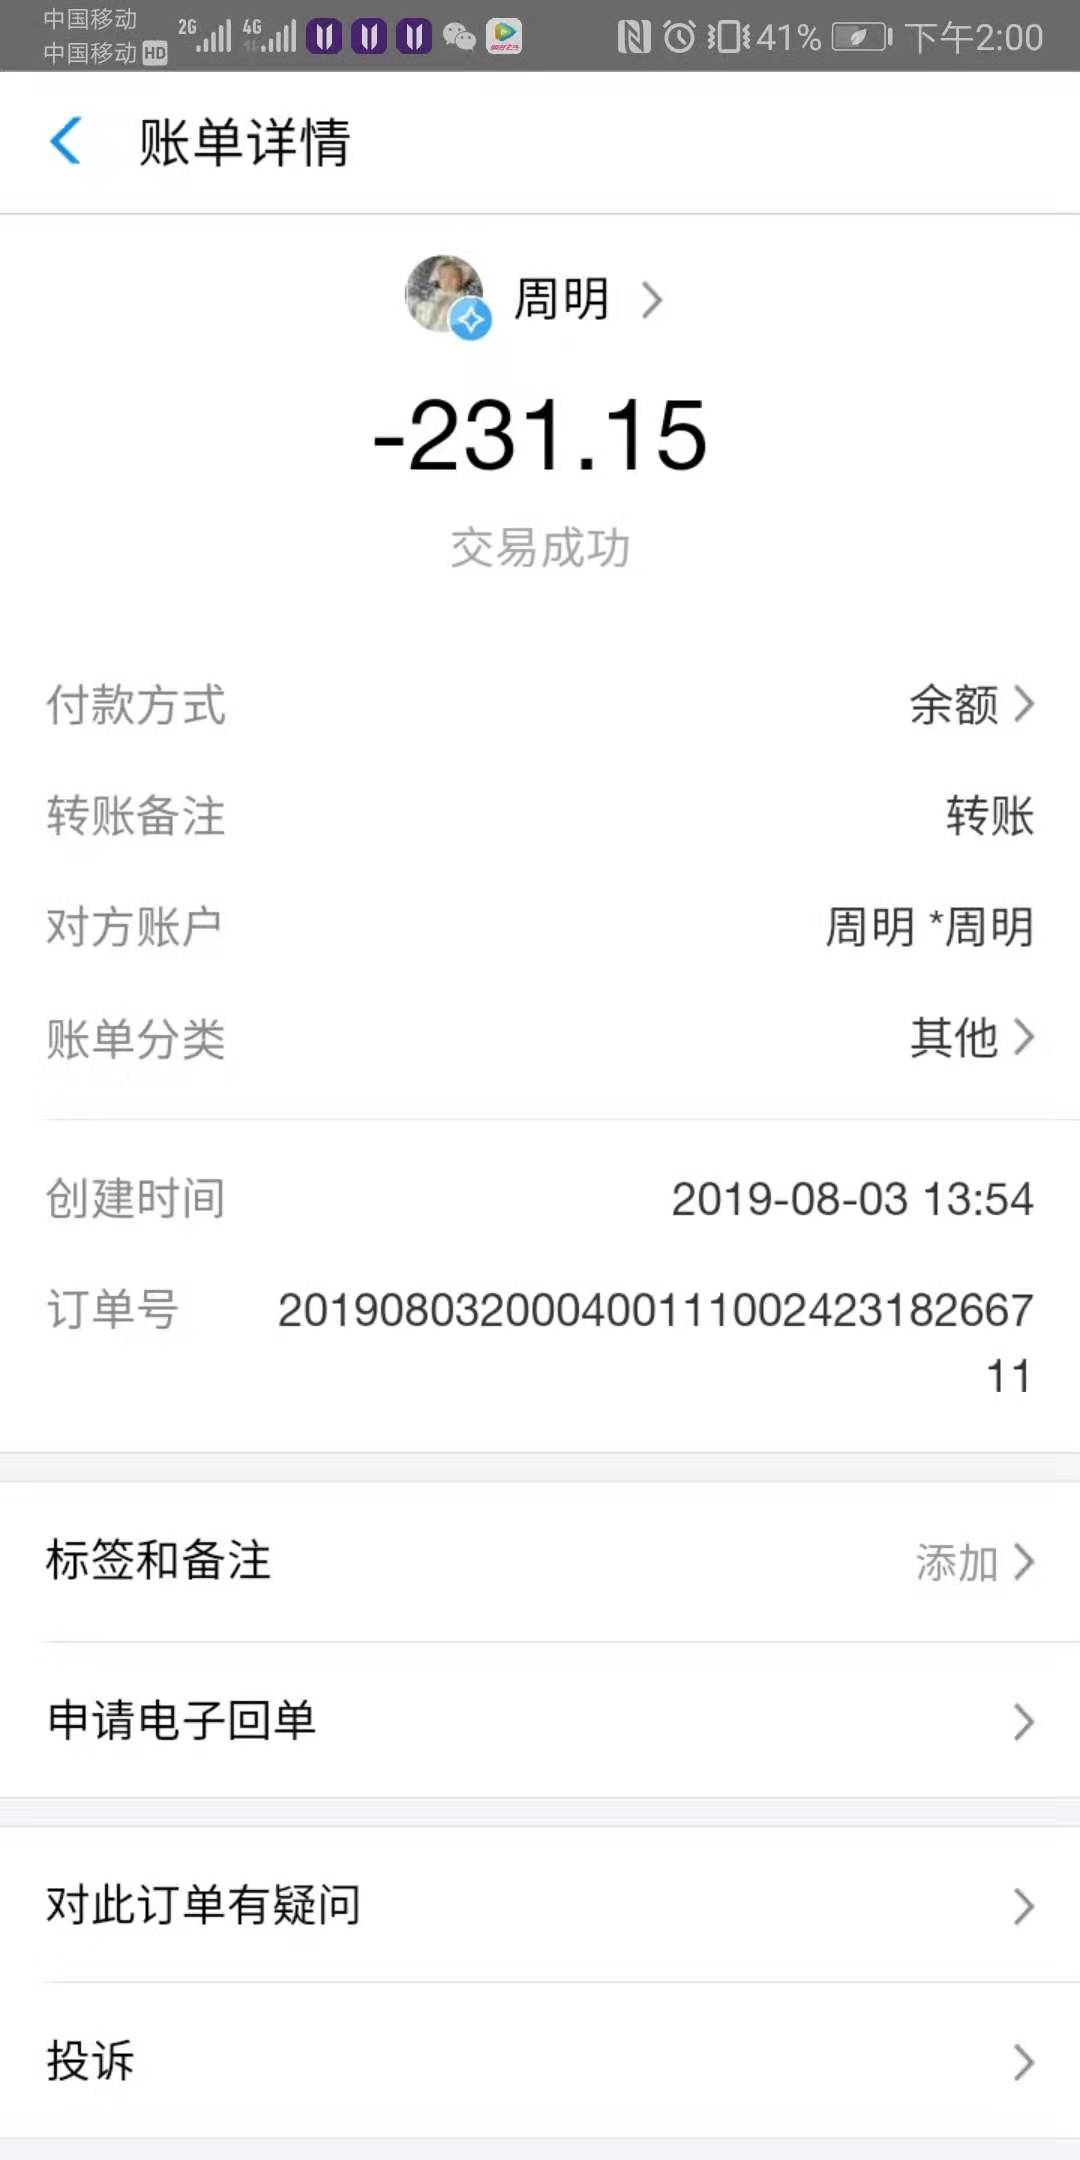 中国移动
中国移动 HD
2G 4G
41% 下午2:00
账单详情
周明
-231.15
交易成功
付款方式 余额
转账备注 转账
对方账户 周明 *周明
账单分类 其他
创建时间 2019-08-03 13:54
订单号 201908032000400111002423182667
11
标签和备注 添加
申请电子回单
对此订单有疑问
投诉